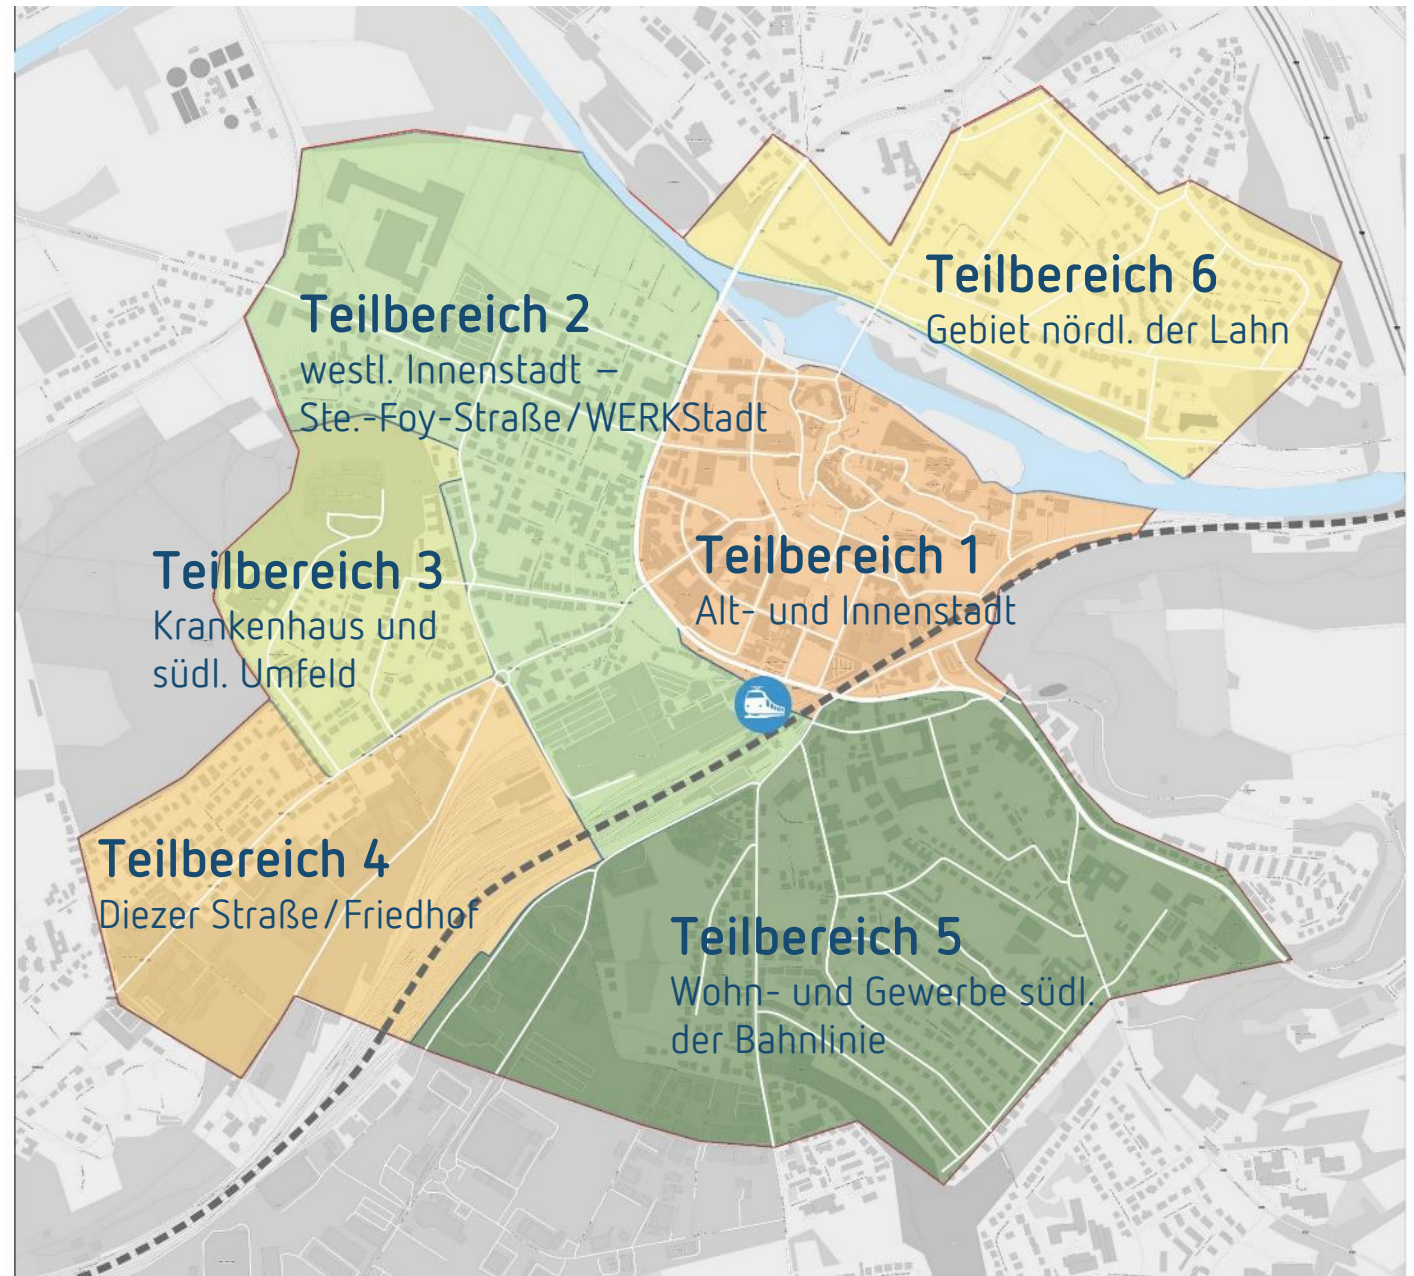 Teilbereich 6
Gebiet nördl. der Lahn
Teilbereich 2
westl. Innenstadt –
Ste.-Foy-Straße/WERKStadt
Teilbereich 1
Alt- und Innenstadt
Teilbereich 3
Krankenhaus und
südl. Umfeld
Teilbereich 4
Diezer Straße/Friedhof
Teilbereich 5
Wohn- und Gewerbe südl.
der Bahnlinie